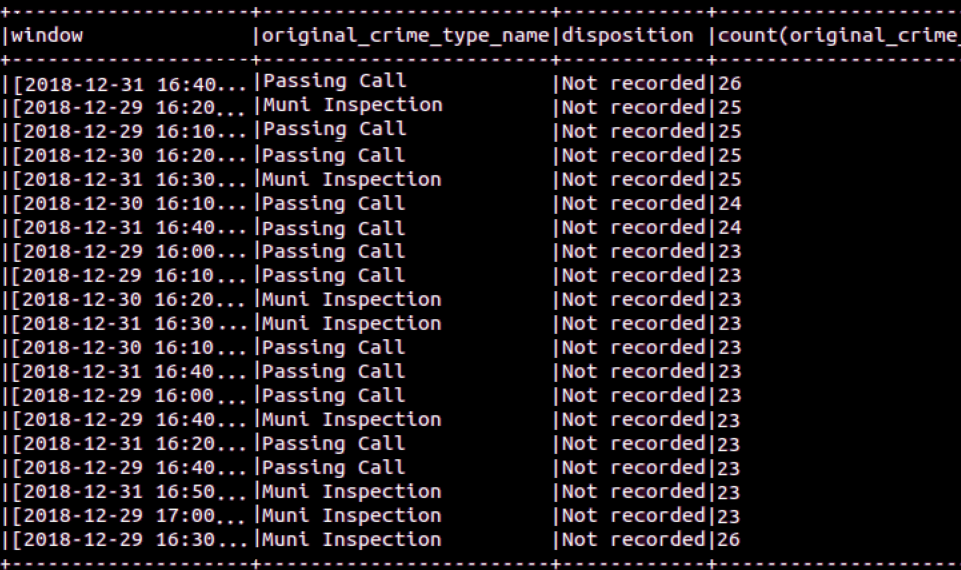 +--------------------+------------------------+------------+--------------------
|window              |original_crime_type_name|disposition |count(original_crime_
+--------------------+------------------------+------------+--------------------
|[2018-12-31 16:40...|Passing Call            |Not recorded|26
|[2018-12-29 16:20...|Muni Inspection         |Not recorded|25
|[2018-12-29 16:10...|Passing Call            |Not recorded|25
|[2018-12-30 16:20...|Passing Call            |Not recorded|25
|[2018-12-31 16:30...|Muni Inspection         |Not recorded|25
|[2018-12-30 16:10...|Passing Call            |Not recorded|24
|[2018-12-31 16:40...|Passing Call            |Not recorded|24
|[2018-12-29 16:00...|Passing Call            |Not recorded|23
|[2018-12-29 16:10...|Passing Call            |Not recorded|23
|[2018-12-30 16:20...|Muni Inspection         |Not recorded|23
|[2018-12-31 16:30...|Muni Inspection         |Not recorded|23
|[2018-12-30 16:10...|Passing Call            |Not recorded|23
|[2018-12-31 16:40...|Passing Call            |Not recorded|23
|[2018-12-29 16:00...|Passing Call            |Not recorded|23
|[2018-12-29 16:40...|Muni Inspection         |Not recorded|23
|[2018-12-31 16:20...|Passing Call            |Not recorded|23
|[2018-12-29 16:40...|Passing Call            |Not recorded|23
|[2018-12-31 16:50...|Muni Inspection         |Not recorded|23
|[2018-12-29 17:00...|Muni Inspection         |Not recorded|23
|[2018-12-29 16:30...|Muni Inspection         |Not recorded|26
+--------------------+------------------------+------------+--------------------